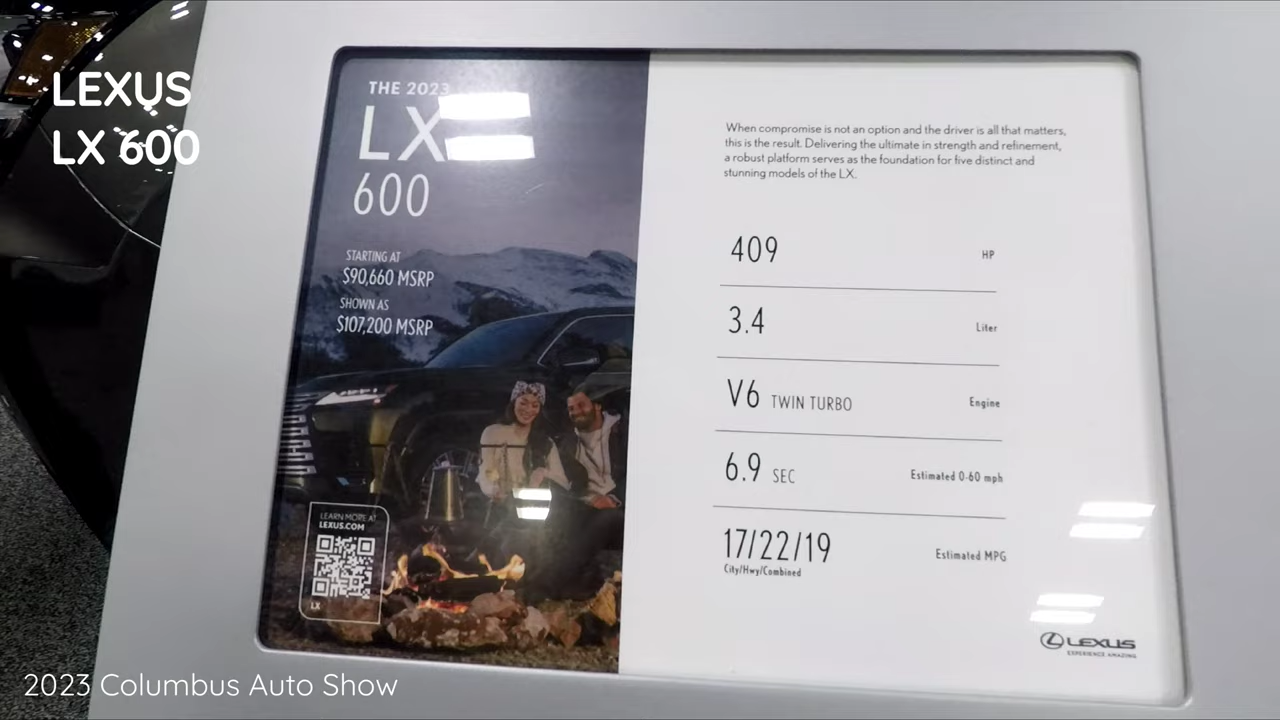 LEXUS
LX 600
THE 2023
LX
600
STARTING AT
$90,660 MSRP
SHOWN AS
$107,200 MSRP
LEARN MORE AT
LEXUS.COM
LX
When compromise is not an option and the driver is all that matters,
this is the result. Delivering the ultimate in strength and refinement,
a robust platform serves as the foundation for five distinct and
stunning models of the LX.
409 HP
3.4 Liter
V6 TWIN TURBO Engine
6.9 SEC Estimated 0-60 mph
17/22/19 Estimated MPG
City/Hwy/Combined
LEXUS
EXPERIENCE AMAZING
2023 Columbus Auto Show